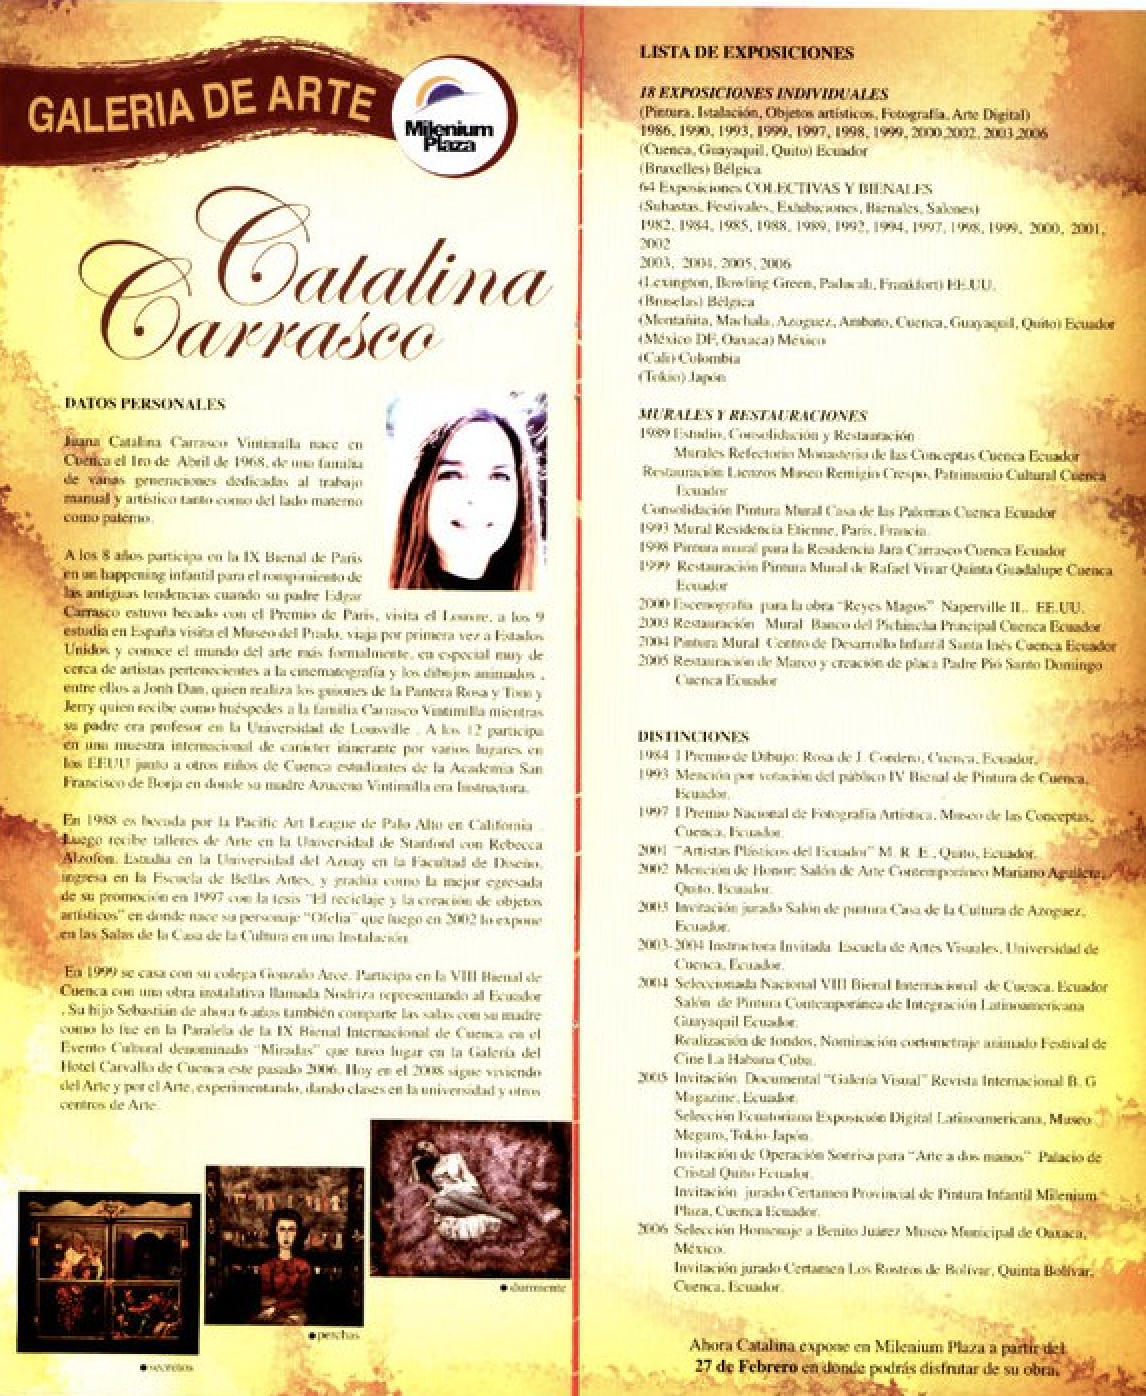 GALERIA DE ARTE
Milenium
Plaza
Catalina
Carrasco
DATOS PERSONALES
Juana Catalina Carrasco Vintimilla nace en
Cuenca el 1ro de Abril de 1968, de una familia
de varias generaciones dedicadas al trabajo
manual y artístico tanto como del lado materno
como paterno.
A los 8 años participa en la IX Bienal de Paris
en un happening infantil para el rompimiento de
las antiguas tendencias cuando su padre Edgar
Carrasco estuvo becado con el Premio de Paris, visita el Louvre, a los 9
estudia en España visita el Museo del Prado, viaja por primera vez a Estados
Unidos y conoce el mundo del arte más formalmente, en especial muy de
cerca de artistas pertenecientes a la cinematografía y los dibujos animados ,
entre ellos a Jonh Dan, quien realiza los guiones de la Pantera Rosa y Tom y
Jerry quien recibe como huéspedes a la familia Carrasco Vintimilla mientras
su padre era profesor en la Universidad de Lousville . A los 12 participa
en una muestra internacional de carácter itinerante por varios lugares en
los EEUU junto a otros niños de Cuenca estudiantes de la Academia San
Francisco de Borja en donde su madre Azucena Vintimilla era Instructora.
En 1988 es becada por la Pacific Art League de Palo Alto en California .
Luego recibe talleres de Arte en la Universidad de Stanford con Rebecca
Alzofon. Estudia en la Universidad del Azuay en la Facultad de Diseño,
ingresa en la Escuela de Bellas Artes, y gradúa como la mejor egresada
de su promoción en 1997 con la tesis "El reciclaje y la creación de objetos
artísticos" en donde nace su personaje "Ofelia" que luego en 2002 lo expone
en las Salas de la Casa de la Cultura en una Instalación.
En 1999 se casa con su colega Gonzalo Arce. Participa en la VIII Bienal de
Cuenca con una obra instalativa llamada Nodriza representando al Ecuador
. Su hijo Sebastián de ahora 6 años también comparte las salas con su madre
como lo fue en la Paralela de la IX Bienal Internacional de Cuenca en el
Evento Cultural denominado "Miradas" que tuvo lugar en la Galería del
Hotel Carvallo de Cuenca este pasado 2006. Hoy en el 2008 sigue viviendo
del Arte y por el Arte, experimentando, dando clases en la universidad y otros
centros de Arte.
secretos
perchas
durmiente
LISTA DE EXPOSICIONES
18 EXPOSICIONES INDIVIDUALES
(Pintura, Istalación, Objetos artísticos, Fotografía, Arte Digital)
1986, 1990, 1993, 1999, 1997, 1998, 1999, 2000,2002, 2003,2006
(Cuenca, Guayaquil, Quito) Ecuador
(Bruxelles) Bélgica
64 Exposiciones COLECTIVAS Y BIENALES
(Subastas, Festivales, Exhibiciones, Bienales, Salones)
1982, 1984, 1985, 1988, 1989, 1992, 1994, 1997, 1998, 1999, 2000, 2001,
2002
2003, 2004, 2005, 2006
(Lexington, Bowling Green, Paducah, Frankfort) EE.UU.
(Bruselas) Bélgica
(Montañita, Machala, Azoguez, Ambato, Cuenca, Guayaquil, Quito) Ecuador
(México DF, Oaxaca) México
(Cali) Colombia
(Tokio) Japón
MURALES Y RESTAURACIONES
1989 Estudio, Consolidación y Restauración
Murales Refectorio Monasterio de las Conceptas Cuenca Ecuador
Restauración Lienzos Museo Remigio Crespo, Patrimonio Cultural Cuenca
Ecuador
Consolidación Pintura Mural Casa de las Palomas Cuenca Ecuador
1993 Mural Residencia Etienne, Paris, Francia.
1998 Pintura mural para la Residencia Jara Carrasco Cuenca Ecuador
1999 Restauración Pintura Mural de Rafael Vivar Quinta Guadalupe Cuenca
Ecuador
2000 Escenografía para la obra "Reyes Magos" Naperville IL. EE.UU.
2003 Restauración Mural Banco del Pichincha Principal Cuenca Ecuador
2004 Pintura Mural Centro de Desarrollo Infantil Santa Inés Cuenca Ecuador
2005 Restauración de Marco y creación de placa Padre Pió Santo Domingo
Cuenca Ecuador
DISTINCIONES
1984 I Premio de Dibujo: Rosa de J. Cordero, Cuenca, Ecuador.
1993 Mención por votación del público IV Bienal de Pintura de Cuenca,
Ecuador.
1997 I Premio Nacional de Fotografía Artística, Museo de las Conceptas,
Cuenca, Ecuador.
2001 "Artistas Plásticos del Ecuador" M. R .E., Quito, Ecuador.
2002 Mención de Honor: Salón de Arte Contemporáneo Mariano Aguilera,
Quito, Ecuador.
2003 Invitación jurado Salón de pintura Casa de la Cultura de Azoguez,
Ecuador.
2003-2004 Instructora Invitada Escuela de Artes Visuales, Universidad de
Cuenca, Ecuador.
2004 Seleccionada Nacional VIII Bienal Internacional de Cuenca, Ecuador
Salón de Pintura Contemporánea de Integración Latinoamericana
Guayaquil Ecuador.
Realización de fondos, Nominación cortometraje animado Festival de
Cine La Habana Cuba.
2005 Invitación Documental "Galería Visual" Revista Internacional B. G
Magazine, Ecuador.
Selección Ecuatoriana Exposición Digital Latinoamericana, Museo
Meguro, Tokio-Japón.
Invitación de Operación Sonrisa para "Arte a dos manos" Palacio de
Cristal Quito Ecuador.
Invitación jurado Certamen Provincial de Pintura Infantil Milenium
Plaza, Cuenca Ecuador.
2006 Selección Homenaje a Benito Juárez Museo Municipal de Oaxaca,
México.
Invitación jurado Certamen Los Rostros de Bolívar, Quinta Bolívar,
Cuenca, Ecuador.
Ahora Catalina expone en Milenium Plaza a partir del
27 de Febrero en donde podrás disfrutar de su obra.